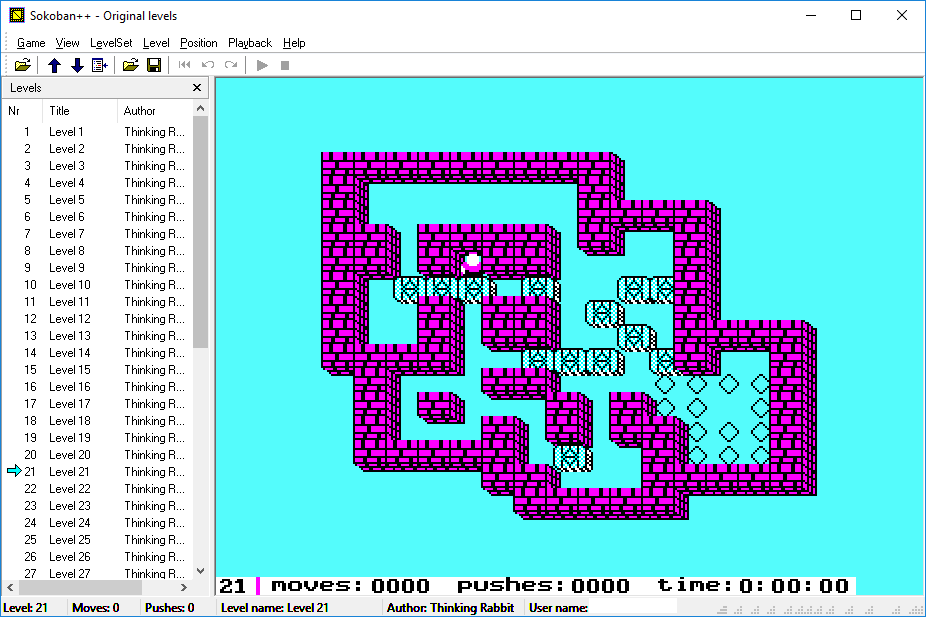 Sokoban++ - Original levels
Game View LevelSet Level Position Playback Help
Levels
Nr Title Author
1 Level 1 Thinking R...
2 Level 2 Thinking R...
3 Level 3 Thinking R...
4 Level 4 Thinking R...
5 Level 5 Thinking R...
6 Level 6 Thinking R...
7 Level 7 Thinking R...
8 Level 8 Thinking R...
9 Level 9 Thinking R...
10 Level 10 Thinking R...
11 Level 11 Thinking R...
12 Level 12 Thinking R...
13 Level 13 Thinking R...
14 Level 14 Thinking R...
15 Level 15 Thinking R...
16 Level 16 Thinking R...
17 Level 17 Thinking R...
18 Level 18 Thinking R...
19 Level 19 Thinking R...
20 Level 20 Thinking R...
21 Level 21 Thinking R...
22 Level 22 Thinking R...
23 Level 23 Thinking R...
24 Level 24 Thinking R...
25 Level 25 Thinking R...
26 Level 26 Thinking R...
27 Level 27 Thinking R...
21 moves:0000 pushes:0000 time:0:00:00
Level: 21 Moves: 0 Pushes: 0 Level name: Level 21 Author: Thinking Rabbit User name: